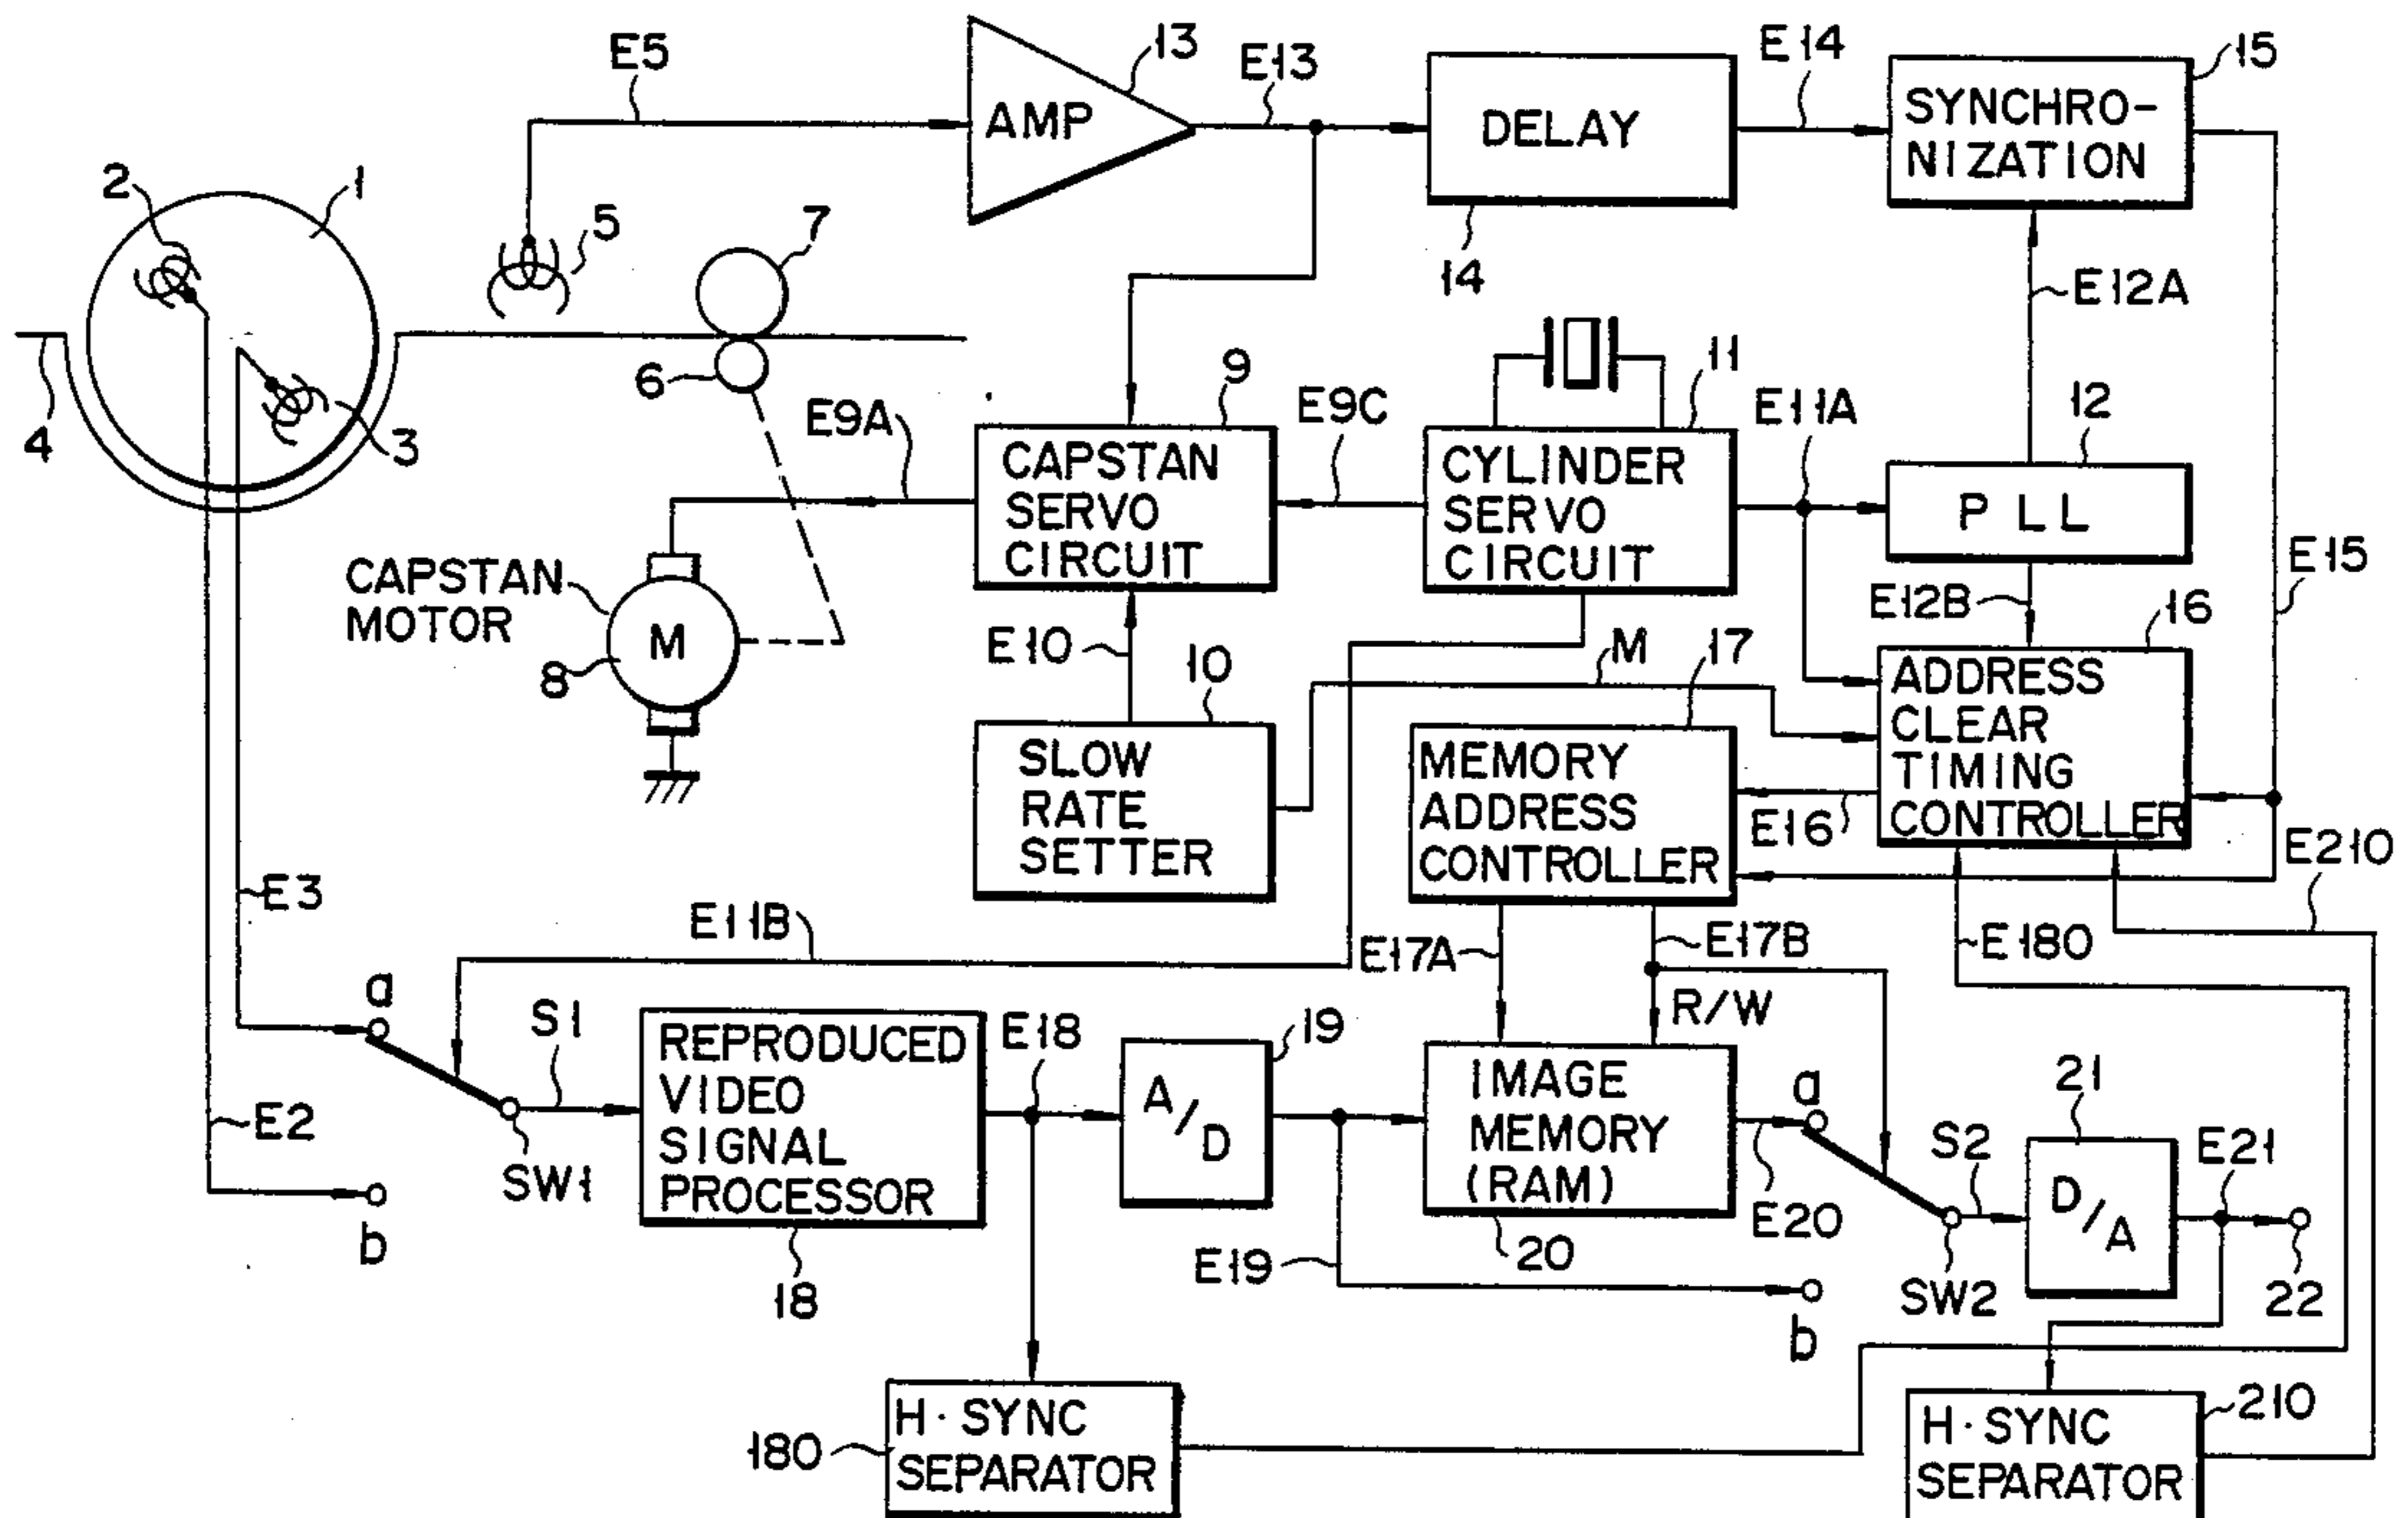 E5
AMP
13
E13
DELAY
14
E14
SYNCHRO-
NIZATION
15
2
1
5
7
6
4
3
E12A
E9A
9
CAPSTAN
SERVO
CIRCUIT
E9C
11
CYLINDER
SERVO
CIRCUIT
E11A
12
PLL
E15
CAPSTAN
MOTOR
M
8
E10
10
SLOW
RATE
SETTER
M
17
MEMORY
ADDRESS
CONTROLLER
E12B
16
ADDRESS
CLEAR
TIMING
CONTROLLER
E16
E210
E3
E11B
E17A
E17B
R/W
E180
a
S1
REPRODUCED
VIDEO
SIGNAL
PROCESSOR
18
E18
19
A/D
IMAGE
MEMORY
(RAM)
20
a
E20
S2
21
D/A
E21
E2
SW1
b
E19
b
SW2
22
180
H·SYNC
SEPARATOR
H·SYNC
SEPARATOR
210